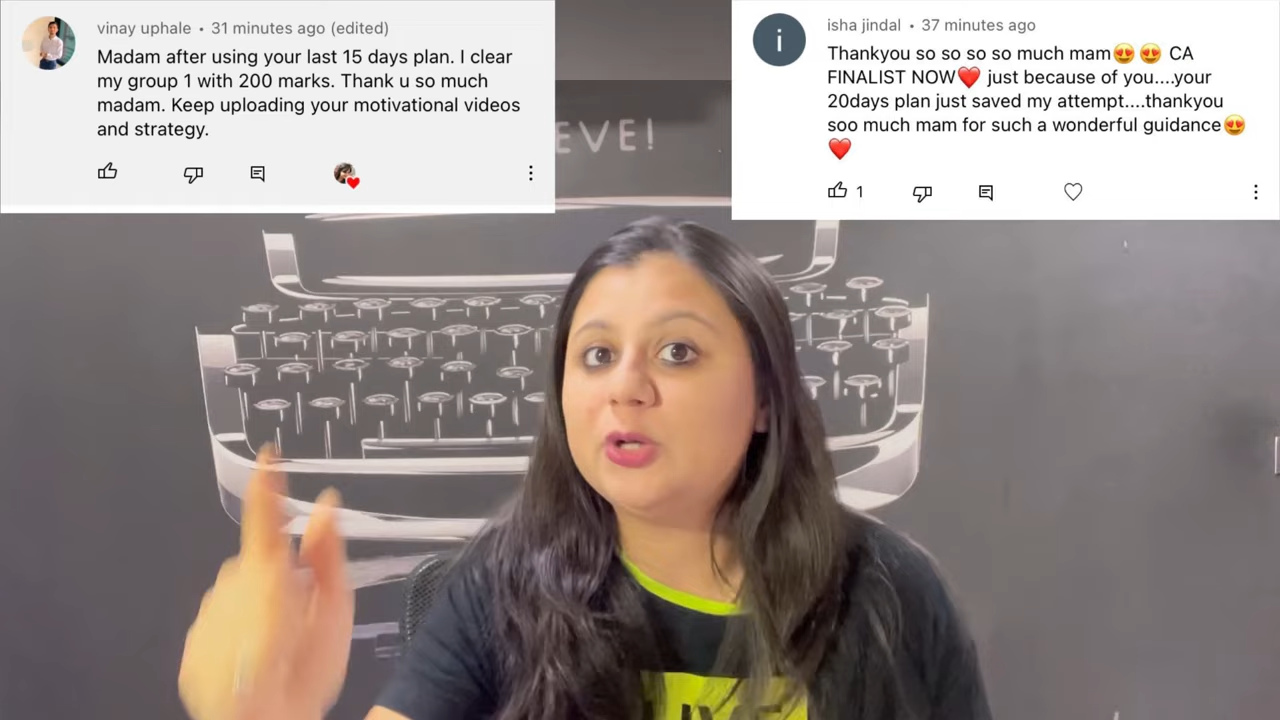 vinay uphale • 31 minutes ago (edited)
Madam after using your last 15 days plan. I clear
my group 1 with 200 marks. Thank u so much
madam. Keep uploading your motivational videos
and strategy.
isha jindal • 37 minutes ago
i
Thankyou so so so so much mam😍😍 CA
FINALIST NOW❤️ just because of you....your
20days plan just saved my attempt....thankyou
soo much mam for such a wonderful guidance😍
❤️
1
EVE!